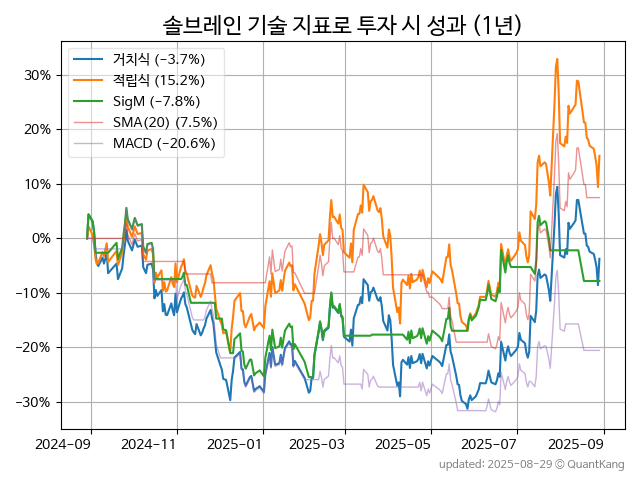 솔브레인 기술 지표로 투자 시 성과 (1년)
거치식 (−3.7%)
적립식 (15.2%)
SigM (−7.8%)
SMA(20) (7.5%)
MACD (−20.6%)
30%
20%
10%
0%
−10%
−20%
−30%
2024-09 2024-11 2025-01 2025-03 2025-05 2025-07 2025-09
updated: 2025-08-29 © QuantKang